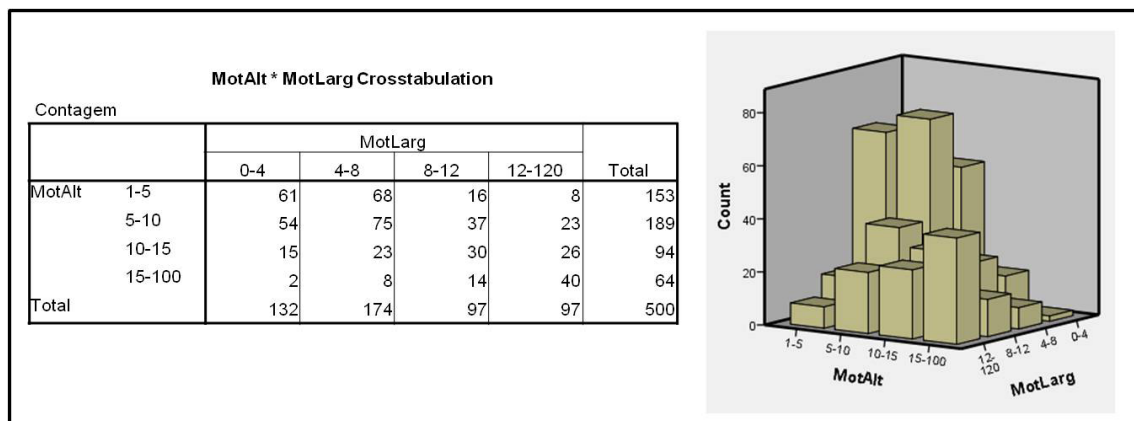 MotAlt * MotLarg Crosstabulation
Contagem
MotLarg
0-4 4-8 8-12 12-120 Total
MotAlt 1-5 61 68 16 8 153
5-10 54 75 37 23 189
10-15 15 23 30 26 94
15-100 2 8 14 40 64
Total 132 174 97 97 500
80
60
40
20
0
Count
1-5 5-10 10-15 15-100
MotAlt
12-120 8-12 4-8 0-4
MotLarg